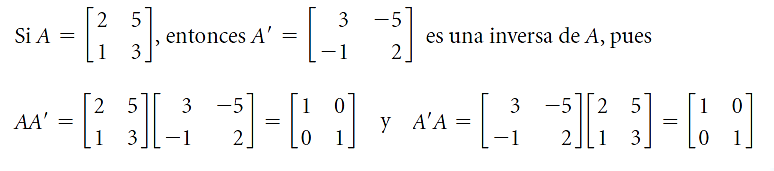 Si A = [2 5; 1 3], entonces A′ = [3 −5; −1 2] es una inversa de A, pues
AA′ = [2 5; 1 3][3 −5; −1 2] = [1 0; 0 1] y A′A = [3 −5; −1 2][2 5; 1 3] = [1 0; 0 1]